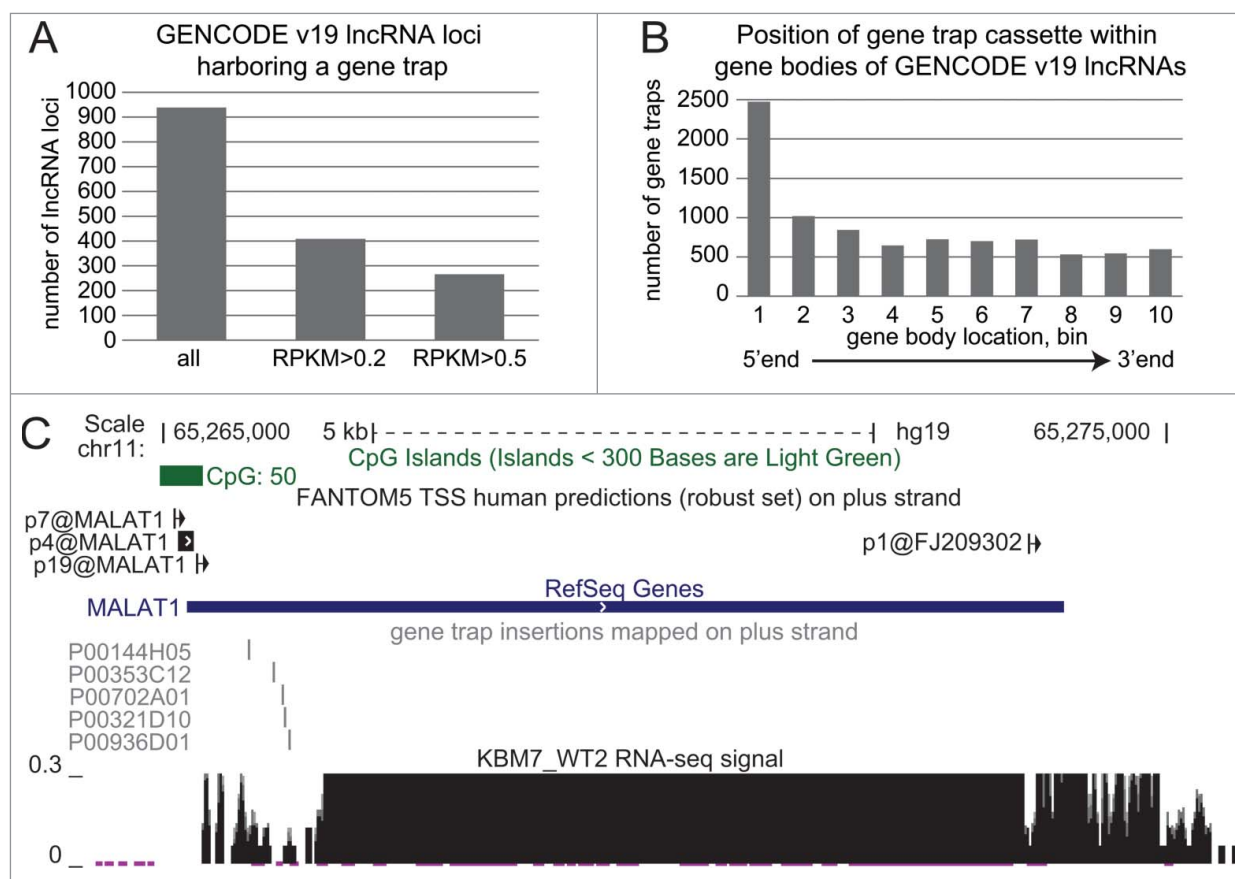 A
GENCODE v19 lncRNA loci
harboring a gene trap
number of lncRNA loci
1000
900
800
700
600
500
400
300
200
100
0
all RPKM>0.2 RPKM>0.5
B
Position of gene trap cassette within
gene bodies of GENCODE v19 lncRNAs
number of gene traps
2500
2000
1500
1000
500
0
1 2 3 4 5 6 7 8 9 10
gene body location, bin
5'end 3'end
C
Scale 5 kb hg19
chr11: 65,265,000 65,275,000
CpG Islands (Islands < 300 Bases are Light Green)
CpG: 50
FANTOM5 TSS human predictions (robust set) on plus strand
p7@MALAT1
p4@MALAT1 p1@FJ209302
p19@MALAT1
RefSeq Genes
MALAT1
gene trap insertions mapped on plus strand
P00144H05
P00353C12
P00702A01
P00321D10
P00936D01
KBM7_WT2 RNA-seq signal
0.3
0